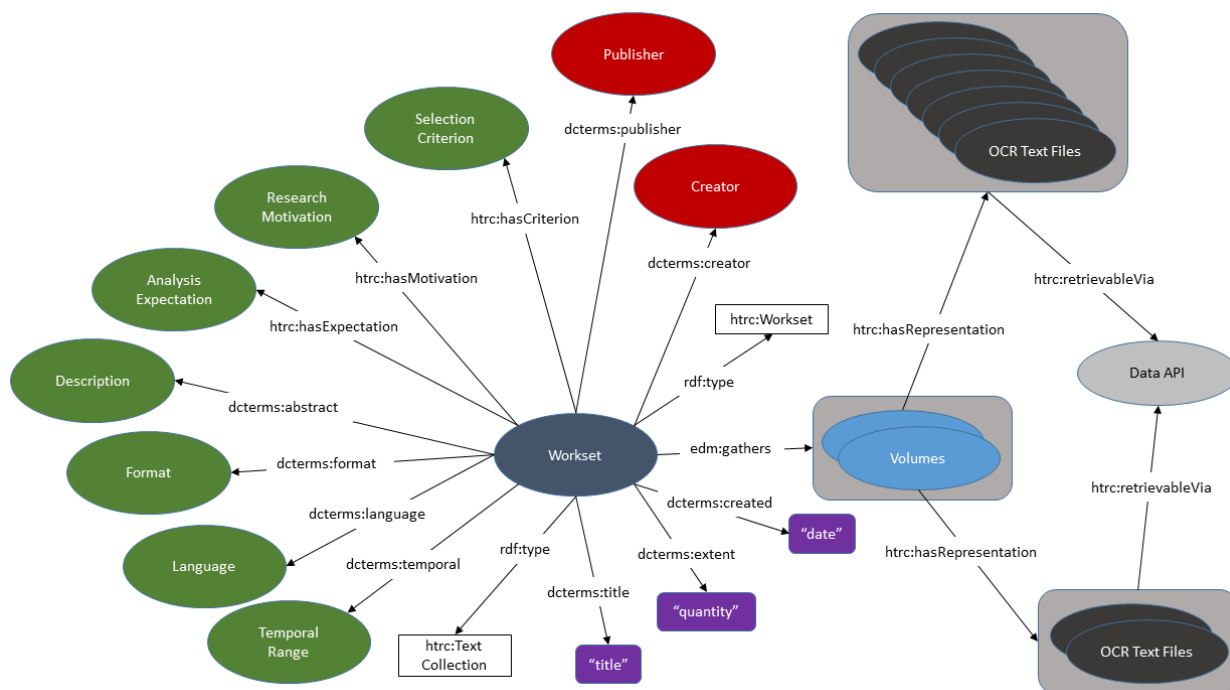 Publisher
Selection
Criterion
dcterms:publisher
OCR Text Files
Creator
Research
Motivation
htrc:hasCriterion
dcterms:creator
htrc:hasMotivation
htrc:retrievableVia
Analysis
Expectation
htrc:Workset
htrc:hasExpectation
htrc:hasRepresentation
rdf:type
Data API
Description
dcterms:abstract
Workset
edm:gathers
Volumes
Format
dcterms:format
htrc:retrievableVia
dcterms:created
dcterms:language
“date”
rdf:type
dcterms:extent
htrc:hasRepresentation
Language
dcterms:temporal
dcterms:title
“quantity”
Temporal
Range
htrc:Text
Collection
“title”
OCR Text Files